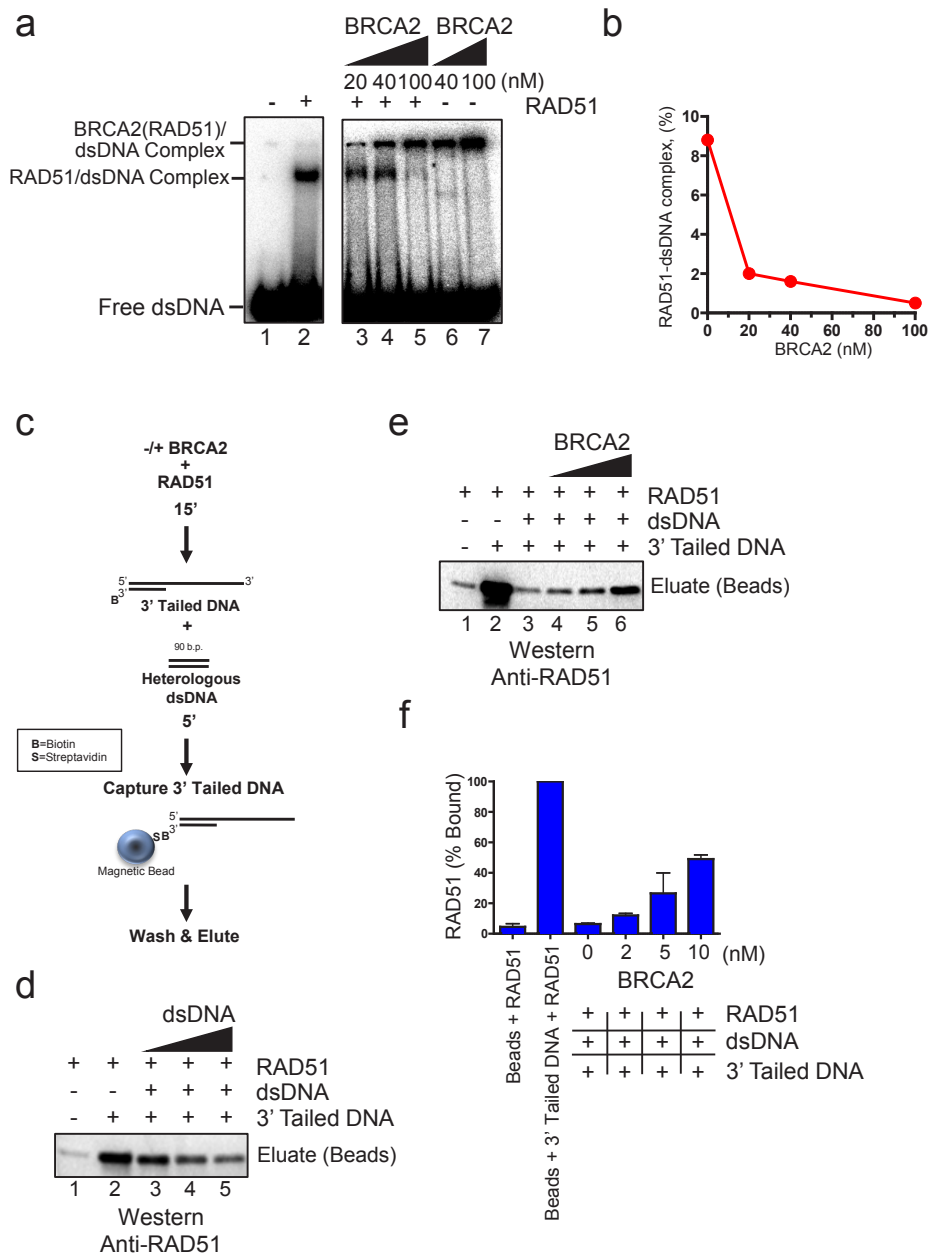 a
BRCA2 BRCA2
20 40 100 40 100 (nM)
- + + + + - - RAD51
BRCA2(RAD51)/
dsDNA Complex
RAD51/dsDNA Complex
Free dsDNA
1 2 3 4 5 6 7
b
RAD51-dsDNA complex, (%)
10
8
6
4
2
0
0 20 40 60 80 100
BRCA2 (nM)
c
-/+ BRCA2
+
RAD51
15'
5' 3'
B 3'
3' Tailed DNA
+
90 b.p.
Heterologous
dsDNA
5'
B=Biotin
S=Streptavidin
Capture 3' Tailed DNA
5'
SB 3'
Magnetic Bead
Wash & Elute
d
dsDNA
+ + + + + RAD51
- - + + + dsDNA
- + + + + 3' Tailed DNA
Eluate (Beads)
1 2 3 4 5
Western
Anti-RAD51
e
BRCA2
+ + + + + + RAD51
- - + + + + dsDNA
- + + + + + 3' Tailed DNA
Eluate (Beads)
1 2 3 4 5 6
Western
Anti-RAD51
f
RAD51 (% Bound)
100
80
60
40
20
0
Beads + RAD51
Beads + 3' Tailed DNA + RAD51
0 2 5 10 (nM)
BRCA2
+ + + + RAD51
+ + + + dsDNA
+ + + + 3' Tailed DNA